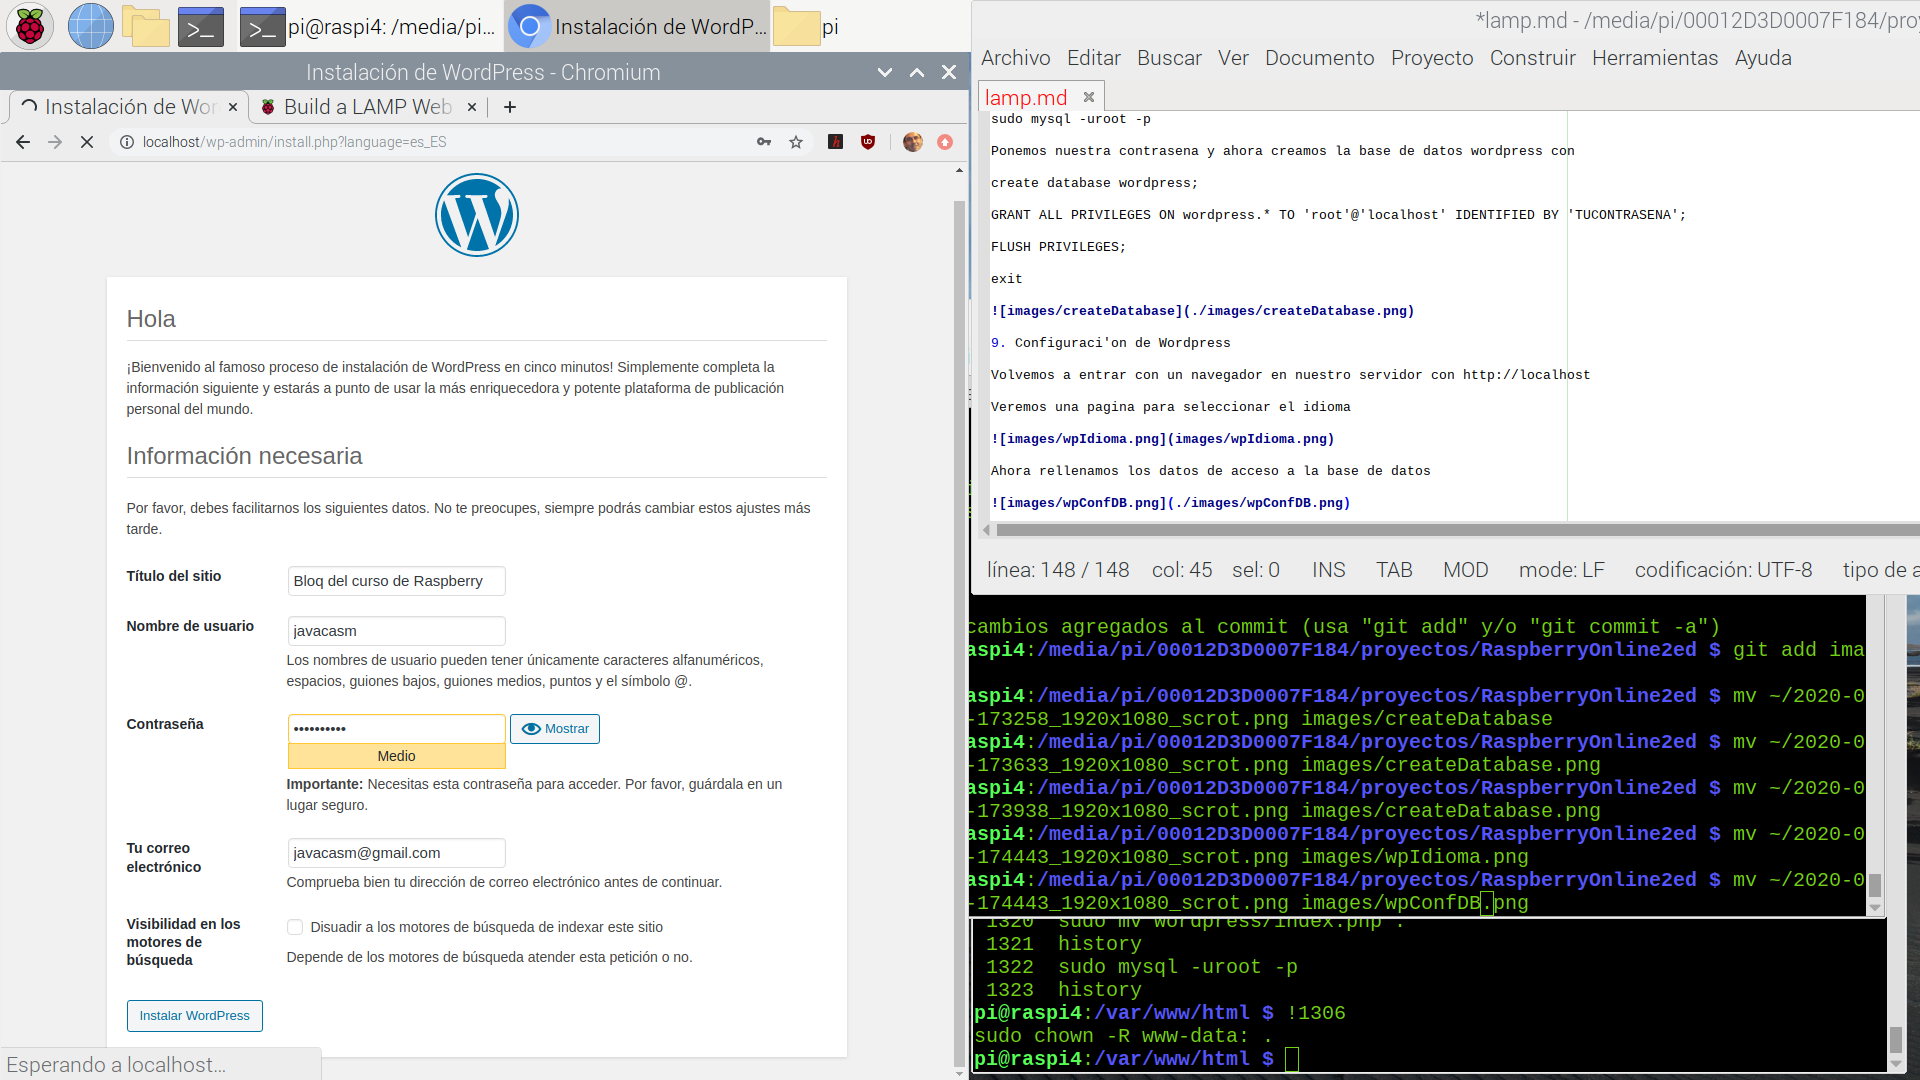 pi@raspi4: /media/pi...
Instalación de WordP...
pi
Instalación de WordPress - Chromium
Instalación de Wor
Build a LAMP Web
localhost/wp-admin/install.php?language=es_ES
Hola
¡Bienvenido al famoso proceso de instalación de WordPress en cinco minutos! Simplemente completa la
información siguiente y estarás a punto de usar la más enriquecedora y potente plataforma de publicación
personal del mundo.
Información necesaria
Por favor, debes facilitarnos los siguientes datos. No te preocupes, siempre podrás cambiar estos ajustes más
tarde.
Título del sitio
Bloq del curso de Raspberry
Nombre de usuario
javacasm
Los nombres de usuario pueden tener únicamente caracteres alfanuméricos,
espacios, guiones bajos, guiones medios, puntos y el símbolo @.
Contraseña
••••••••••
Mostrar
Medio
Importante: Necesitas esta contraseña para acceder. Por favor, guárdala en un
lugar seguro.
Tu correo
electrónico
javacasm@gmail.com
Comprueba bien tu dirección de correo electrónico antes de continuar.
Visibilidad en los
motores de
búsqueda
Disuadir a los motores de búsqueda de indexar este sitio
Depende de los motores de búsqueda atender esta petición o no.
Instalar WordPress
Esperando a localhost...
*lamp.md - /media/pi/00012D3D0007F184/proy
Archivo Editar Buscar Ver Documento Proyecto Construir Herramientas Ayuda
lamp.md
sudo mysql -uroot -p
Ponemos nuestra contrasena y ahora creamos la base de datos wordpress con
create database wordpress;
GRANT ALL PRIVILEGES ON wordpress.* TO 'root'@'localhost' IDENTIFIED BY 'TUCONTRASENA';
FLUSH PRIVILEGES;
exit
![images/createDatabase](./images/createDatabase.png)
9. Configuraci'on de Wordpress
Volvemos a entrar con un navegador en nuestro servidor con http://localhost
Veremos una pagina para seleccionar el idioma
![images/wpIdioma.png](images/wpIdioma.png)
Ahora rellenamos los datos de acceso a la base de datos
![images/wpConfDB.png](./images/wpConfDB.png)
línea: 148 / 148 col: 45 sel: 0 INS TAB MOD mode: LF codificación: UTF-8 tipo de a
cambios agregados al commit (usa "git add" y/o "git commit -a")
aspi4:/media/pi/00012D3D0007F184/proyectos/RaspberryOnline2ed $ git add ima
aspi4:/media/pi/00012D3D0007F184/proyectos/RaspberryOnline2ed $ mv ~/2020-0
-173258_1920x1080_scrot.png images/createDatabase
aspi4:/media/pi/00012D3D0007F184/proyectos/RaspberryOnline2ed $ mv ~/2020-0
-173633_1920x1080_scrot.png images/createDatabase.png
aspi4:/media/pi/00012D3D0007F184/proyectos/RaspberryOnline2ed $ mv ~/2020-0
-173938_1920x1080_scrot.png images/createDatabase.png
aspi4:/media/pi/00012D3D0007F184/proyectos/RaspberryOnline2ed $ mv ~/2020-0
-174443_1920x1080_scrot.png images/wpIdioma.png
aspi4:/media/pi/00012D3D0007F184/proyectos/RaspberryOnline2ed $ mv ~/2020-0
-174443_1920x1080_scrot.png images/wpConfDB.png
1320 sudo mv wordpress/index.php .
1321 history
1322 sudo mysql -uroot -p
1323 history
pi@raspi4:/var/www/html $ !1306
sudo chown -R www-data: .
pi@raspi4:/var/www/html $